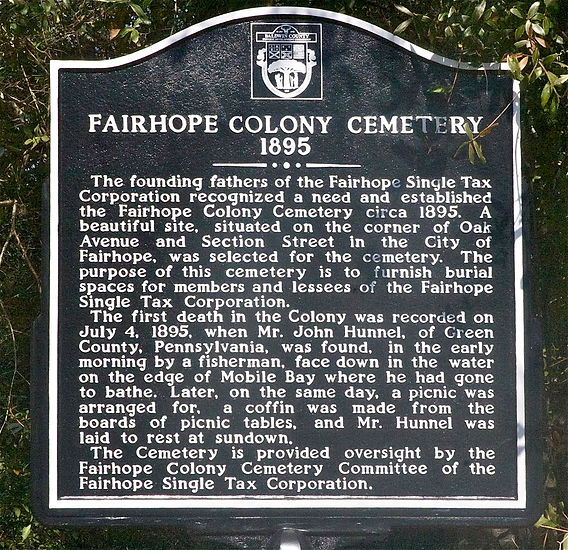 BALDWIN COUNTY
FAIRHOPE COLONY CEMETERY
1895
The founding fathers of the Fairhope Single Tax
Corporation recognized a need and established
the Fairhope Colony Cemetery circa 1895. A
beautiful site, situated on the corner of Oak
Avenue and Section Street in the City of
Fairhope, was selected for the cemetery. The
purpose of this cemetery is to furnish burial
spaces for members and lessees of the Fairhope
Single Tax Corporation.
The first death in the Colony was recorded on
July 4, 1895, when Mr. John Hunnel, of Green
County, Pennsylvania, was found, in the early
morning by a fisherman, face down in the water
on the edge of Mobile Bay where he had gone
to bathe. Later, on the same day, a picnic was
arranged for, a coffin was made from the
boards of picnic tables, and Mr. Hunnel was
laid to rest at sundown.
The Cemetery is provided oversight by the
Fairhope Colony Cemetery Committee of the
Fairhope Single Tax Corporation.